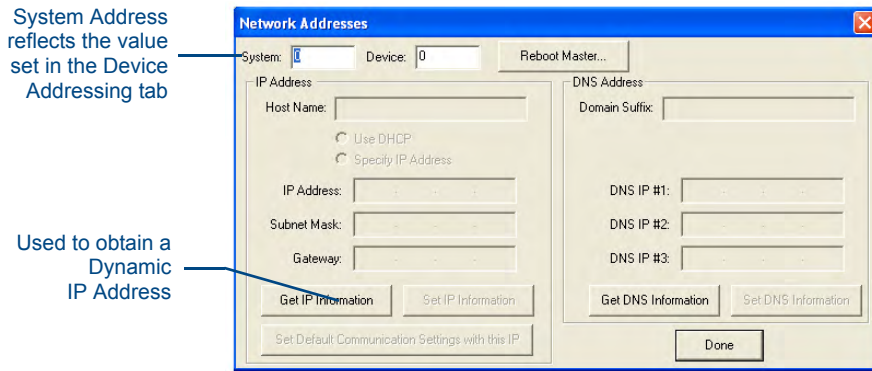 System Address
reflects the value
set in the Device
Addressing tab
Used to obtain a
Dynamic
IP Address
Network Addresses
System: 0 Device: 0 Reboot Master...
IP Address
Host Name:
Use DHCP
Specify IP Address
IP Address:
Subnet Mask:
Gateway:
Get IP Information Set IP Information
Set Default Communication Settings with this IP
DNS Address
Domain Suffix:
DNS IP #1:
DNS IP #2:
DNS IP #3:
Get DNS Information Set DNS Information
Done